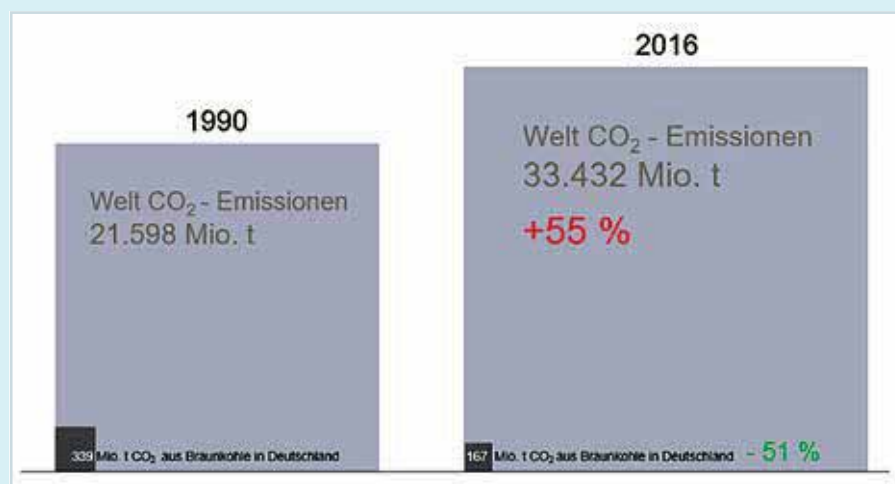 1990
Welt CO₂ - Emissionen
21.598 Mio. t
339 Mio. t CO₂ aus Braunkohle in Deutschland
2016
Welt CO₂ - Emissionen
33.432 Mio. t
+55 %
167 Mio. t CO₂ aus Braunkohle in Deutschland - 51 %